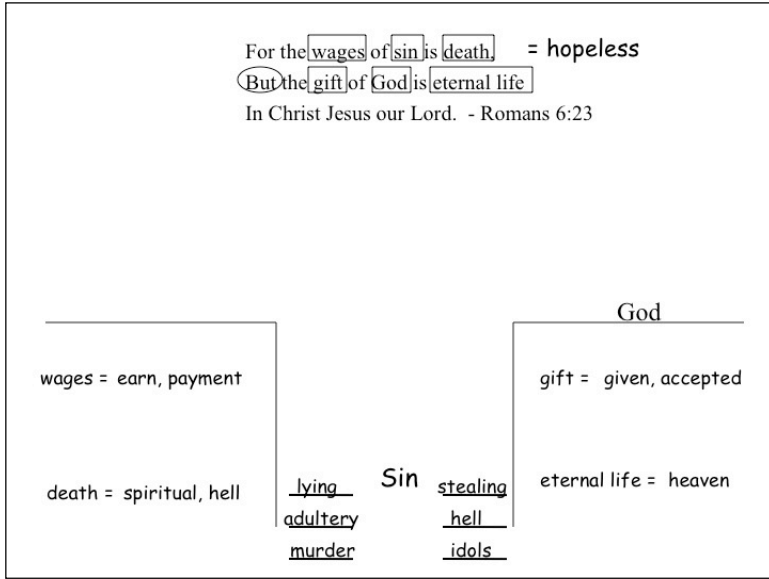 For the wages of sin is death, = hopeless
But the gift of God is eternal life
In Christ Jesus our Lord. - Romans 6:23
God
wages = earn, payment
gift = given, accepted
death = spiritual, hell
eternal life = heaven
Sin
lying
stealing
adultery
hell
murder
idols